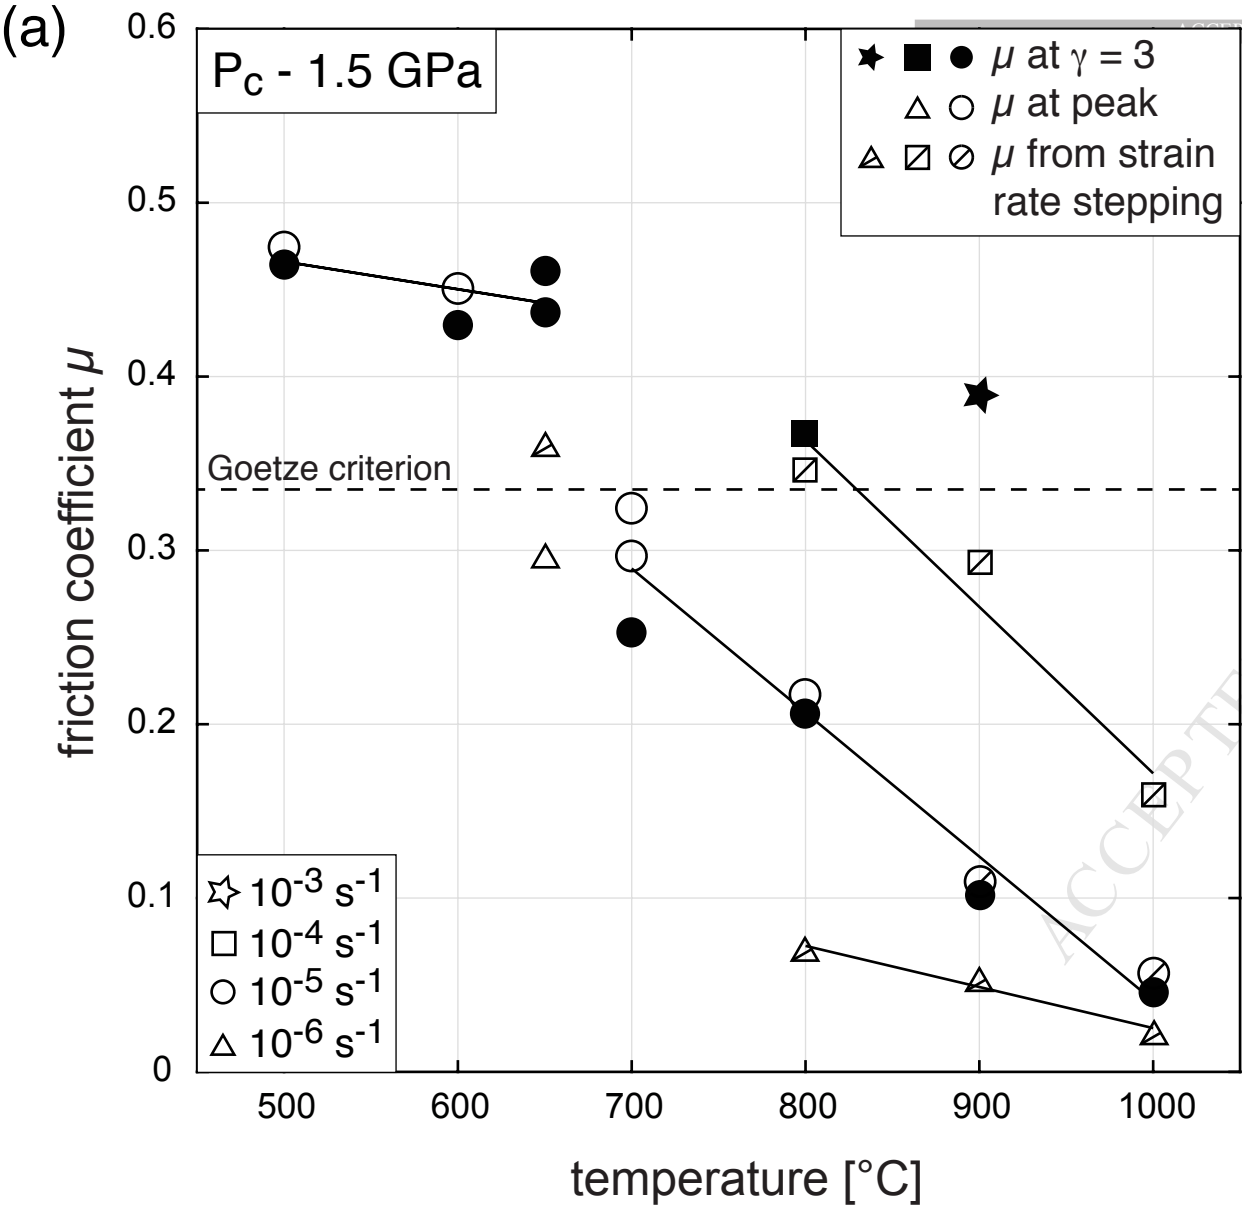 (a)
P_c - 1.5 GPa
µ at γ = 3
µ at peak
µ from strain
rate stepping
0.6
0.5
0.4
0.3
0.2
0.1
0
friction coefficient µ
Goetze criterion
10^-3 s^-1
10^-4 s^-1
10^-5 s^-1
10^-6 s^-1
500 600 700 800 900 1000
temperature [°C]